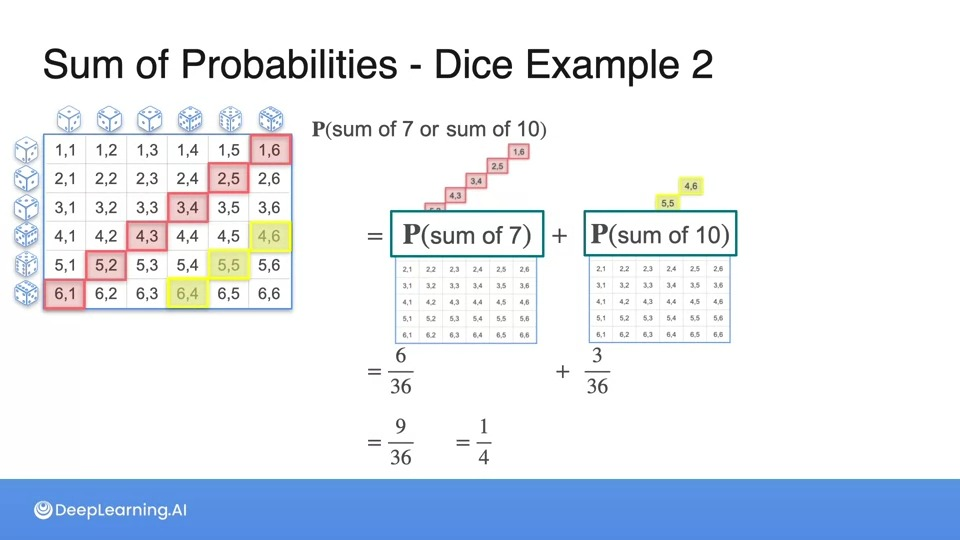 Sum of Probabilities - Dice Example 2
1,1 1,2 1,3 1,4 1,5 1,6
2,1 2,2 2,3 2,4 2,5 2,6
3,1 3,2 3,3 3,4 3,5 3,6
4,1 4,2 4,3 4,4 4,5 4,6
5,1 5,2 5,3 5,4 5,5 5,6
6,1 6,2 6,3 6,4 6,5 6,6
P(sum of 7 or sum of 10)
1,6
2,5
3,4
4,3
4,6
5,5
= P(sum of 7) + P(sum of 10)
2,1 2,2 2,3 2,4 2,5 2,6
3,1 3,2 3,3 3,4 3,5 3,6
4,1 4,2 4,3 4,4 4,5 4,6
5,1 5,2 5,3 5,4 5,5 5,6
6,1 6,2 6,3 6,4 6,5 6,6
2,1 2,2 2,3 2,4 2,5 2,6
3,1 3,2 3,3 3,4 3,5 3,6
4,1 4,2 4,3 4,4 4,5 4,6
5,1 5,2 5,3 5,4 5,5 5,6
6,1 6,2 6,3 6,4 6,5 6,6
= 6/36 + 3/36
= 9/36 = 1/4
DeepLearning.AI